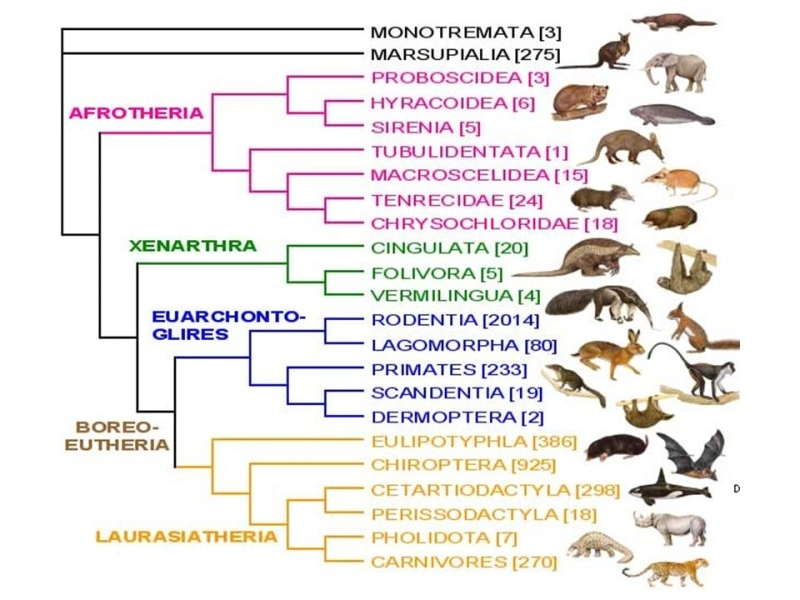 MONOTREMATA [3]
MARSUPIALIA [275]
PROBOSCIDEA [3]
AFROTHERIA
HYRACOIDEA [6]
SIRENIA [5]
TUBULIDENTATA [1]
MACROSCELIDEA [15]
TENRECIDAE [24]
CHRYSOCHLORIDAE [18]
XENARTHRA
CINGULATA [20]
FOLIVORA [5]
VERMILINGUA [4]
EUARCHONTO-
GLIRES
RODENTIA [2014]
LAGOMORPHA [80]
PRIMATES [233]
SCANDENTIA [19]
DERMOPTERA [2]
BOREO-
EUTHERIA
EULIPOTYPHLA [386]
CHIROPTERA [925]
CETARTIODACTYLA [298]
D
PERISSODACTYLA [18]
LAURASIATHERIA
PHOLIDOTA [7]
CARNIVORES [270]